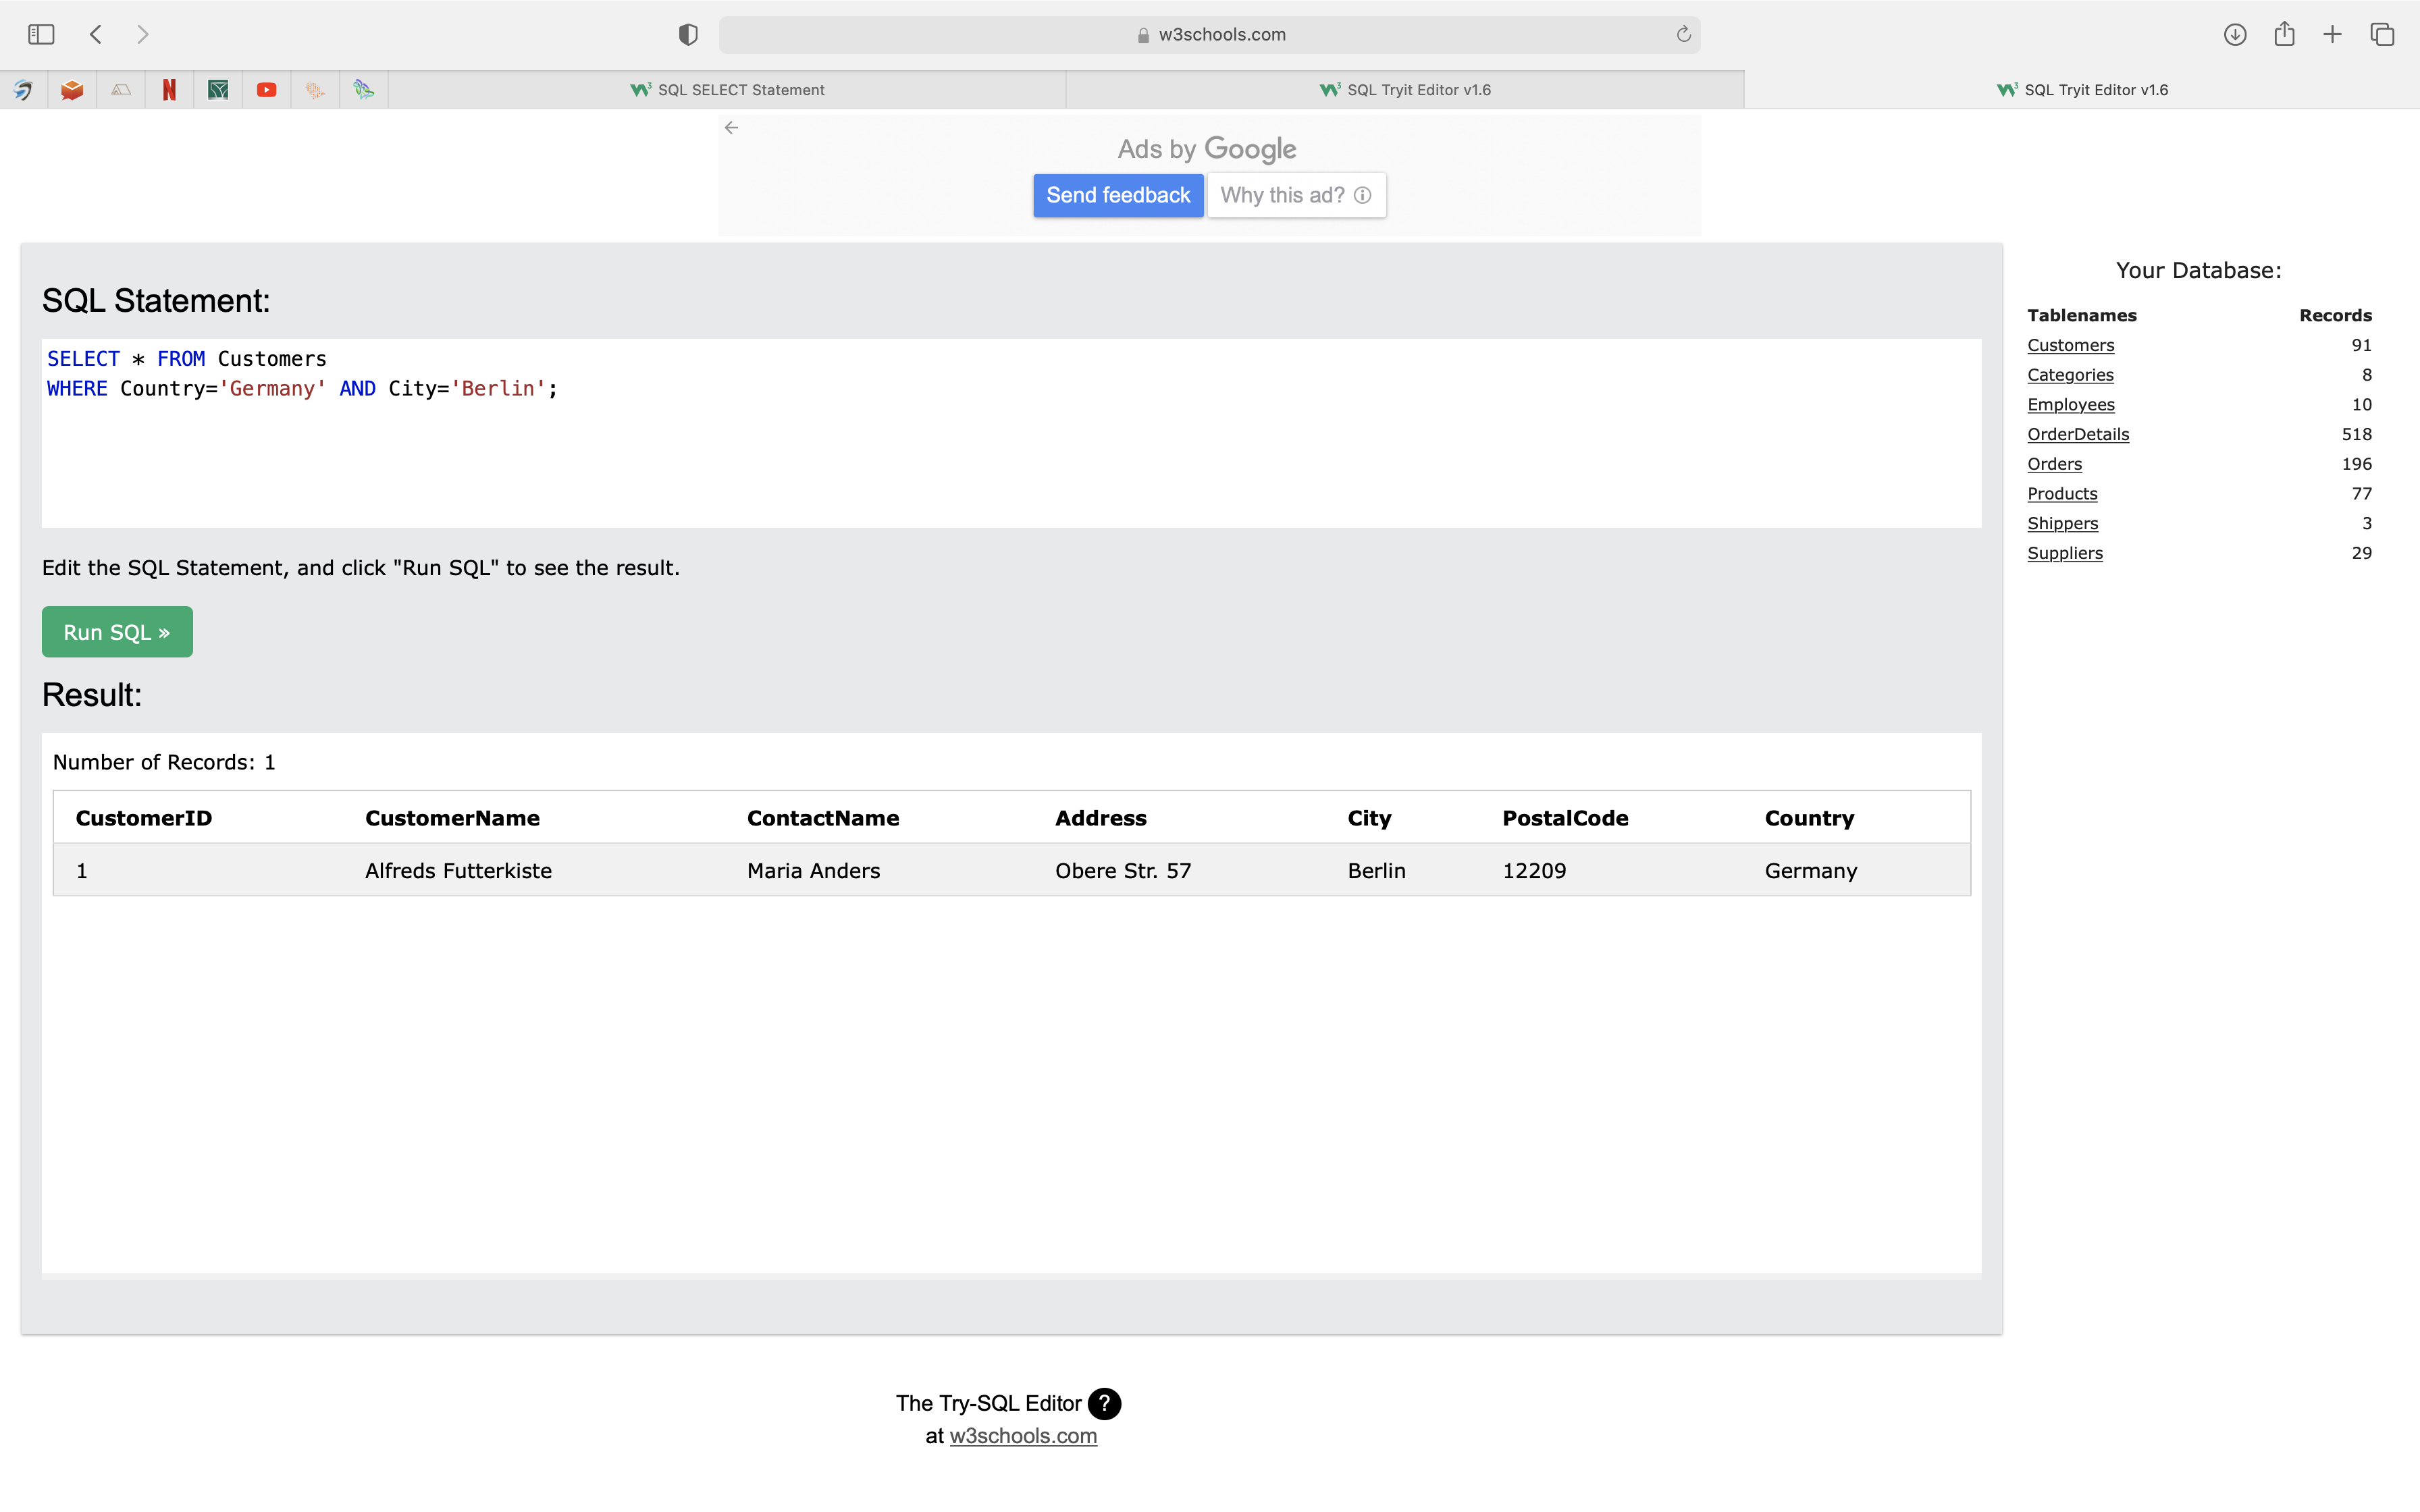 w3schools.com
SQL SELECT Statement
SQL Tryit Editor v1.6
SQL Tryit Editor v1.6
Ads by Google
Send feedback
Why this ad?
SQL Statement:
SELECT * FROM Customers
WHERE Country='Germany' AND City='Berlin';
Edit the SQL Statement, and click "Run SQL" to see the result.
Run SQL »
Result:
Number of Records: 1
CustomerID CustomerName ContactName Address City PostalCode Country
1 Alfreds Futterkiste Maria Anders Obere Str. 57 Berlin 12209 Germany
Your Database:
Tablenames Records
Customers 91
Categories 8
Employees 10
OrderDetails 518
Orders 196
Products 77
Shippers 3
Suppliers 29
The Try-SQL Editor ?
at w3schools.com